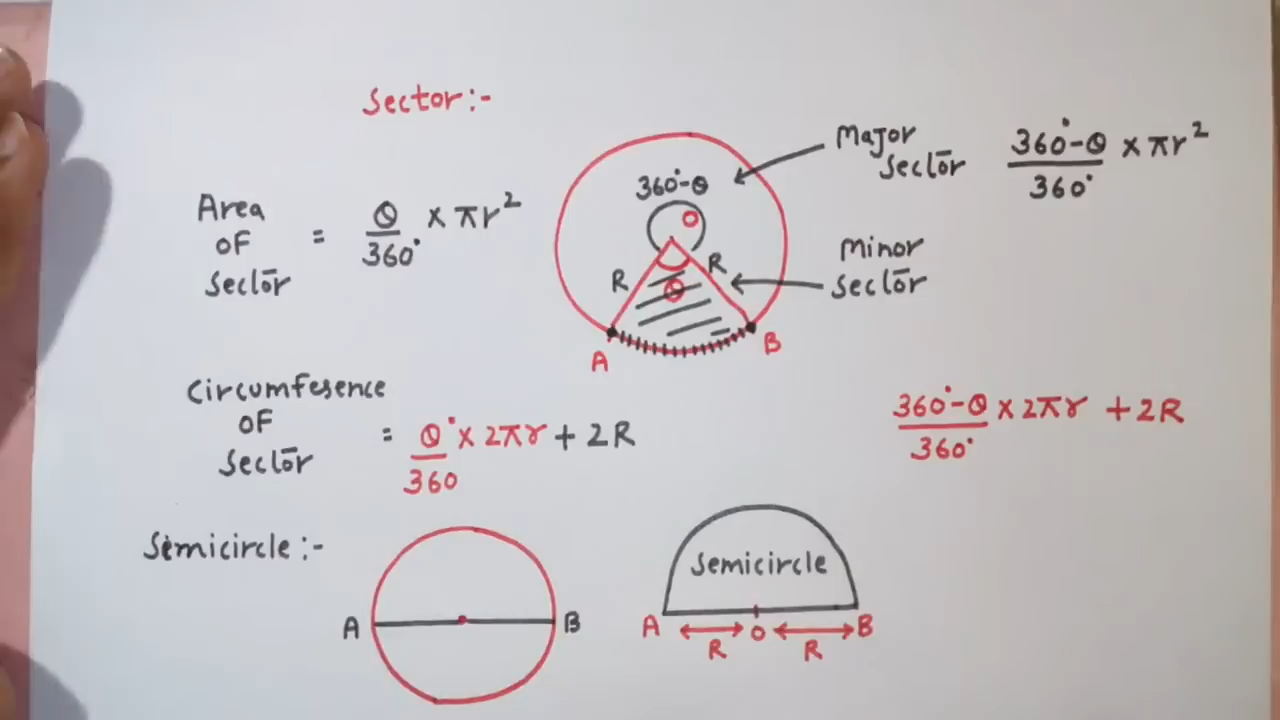 Sector:-
Major
Sector
360°-θ / 360° × πr²
360°-θ
O
Area
OF
Sector
= θ / 360° × πr²
Minor
Sector
R
R
θ
A
B
Circumference
OF
Sector
= θ° / 360 × 2πr + 2R
360°-θ / 360° × 2πr + 2R
Semicircle:-
A
B
Semicircle
A
O
B
R
R